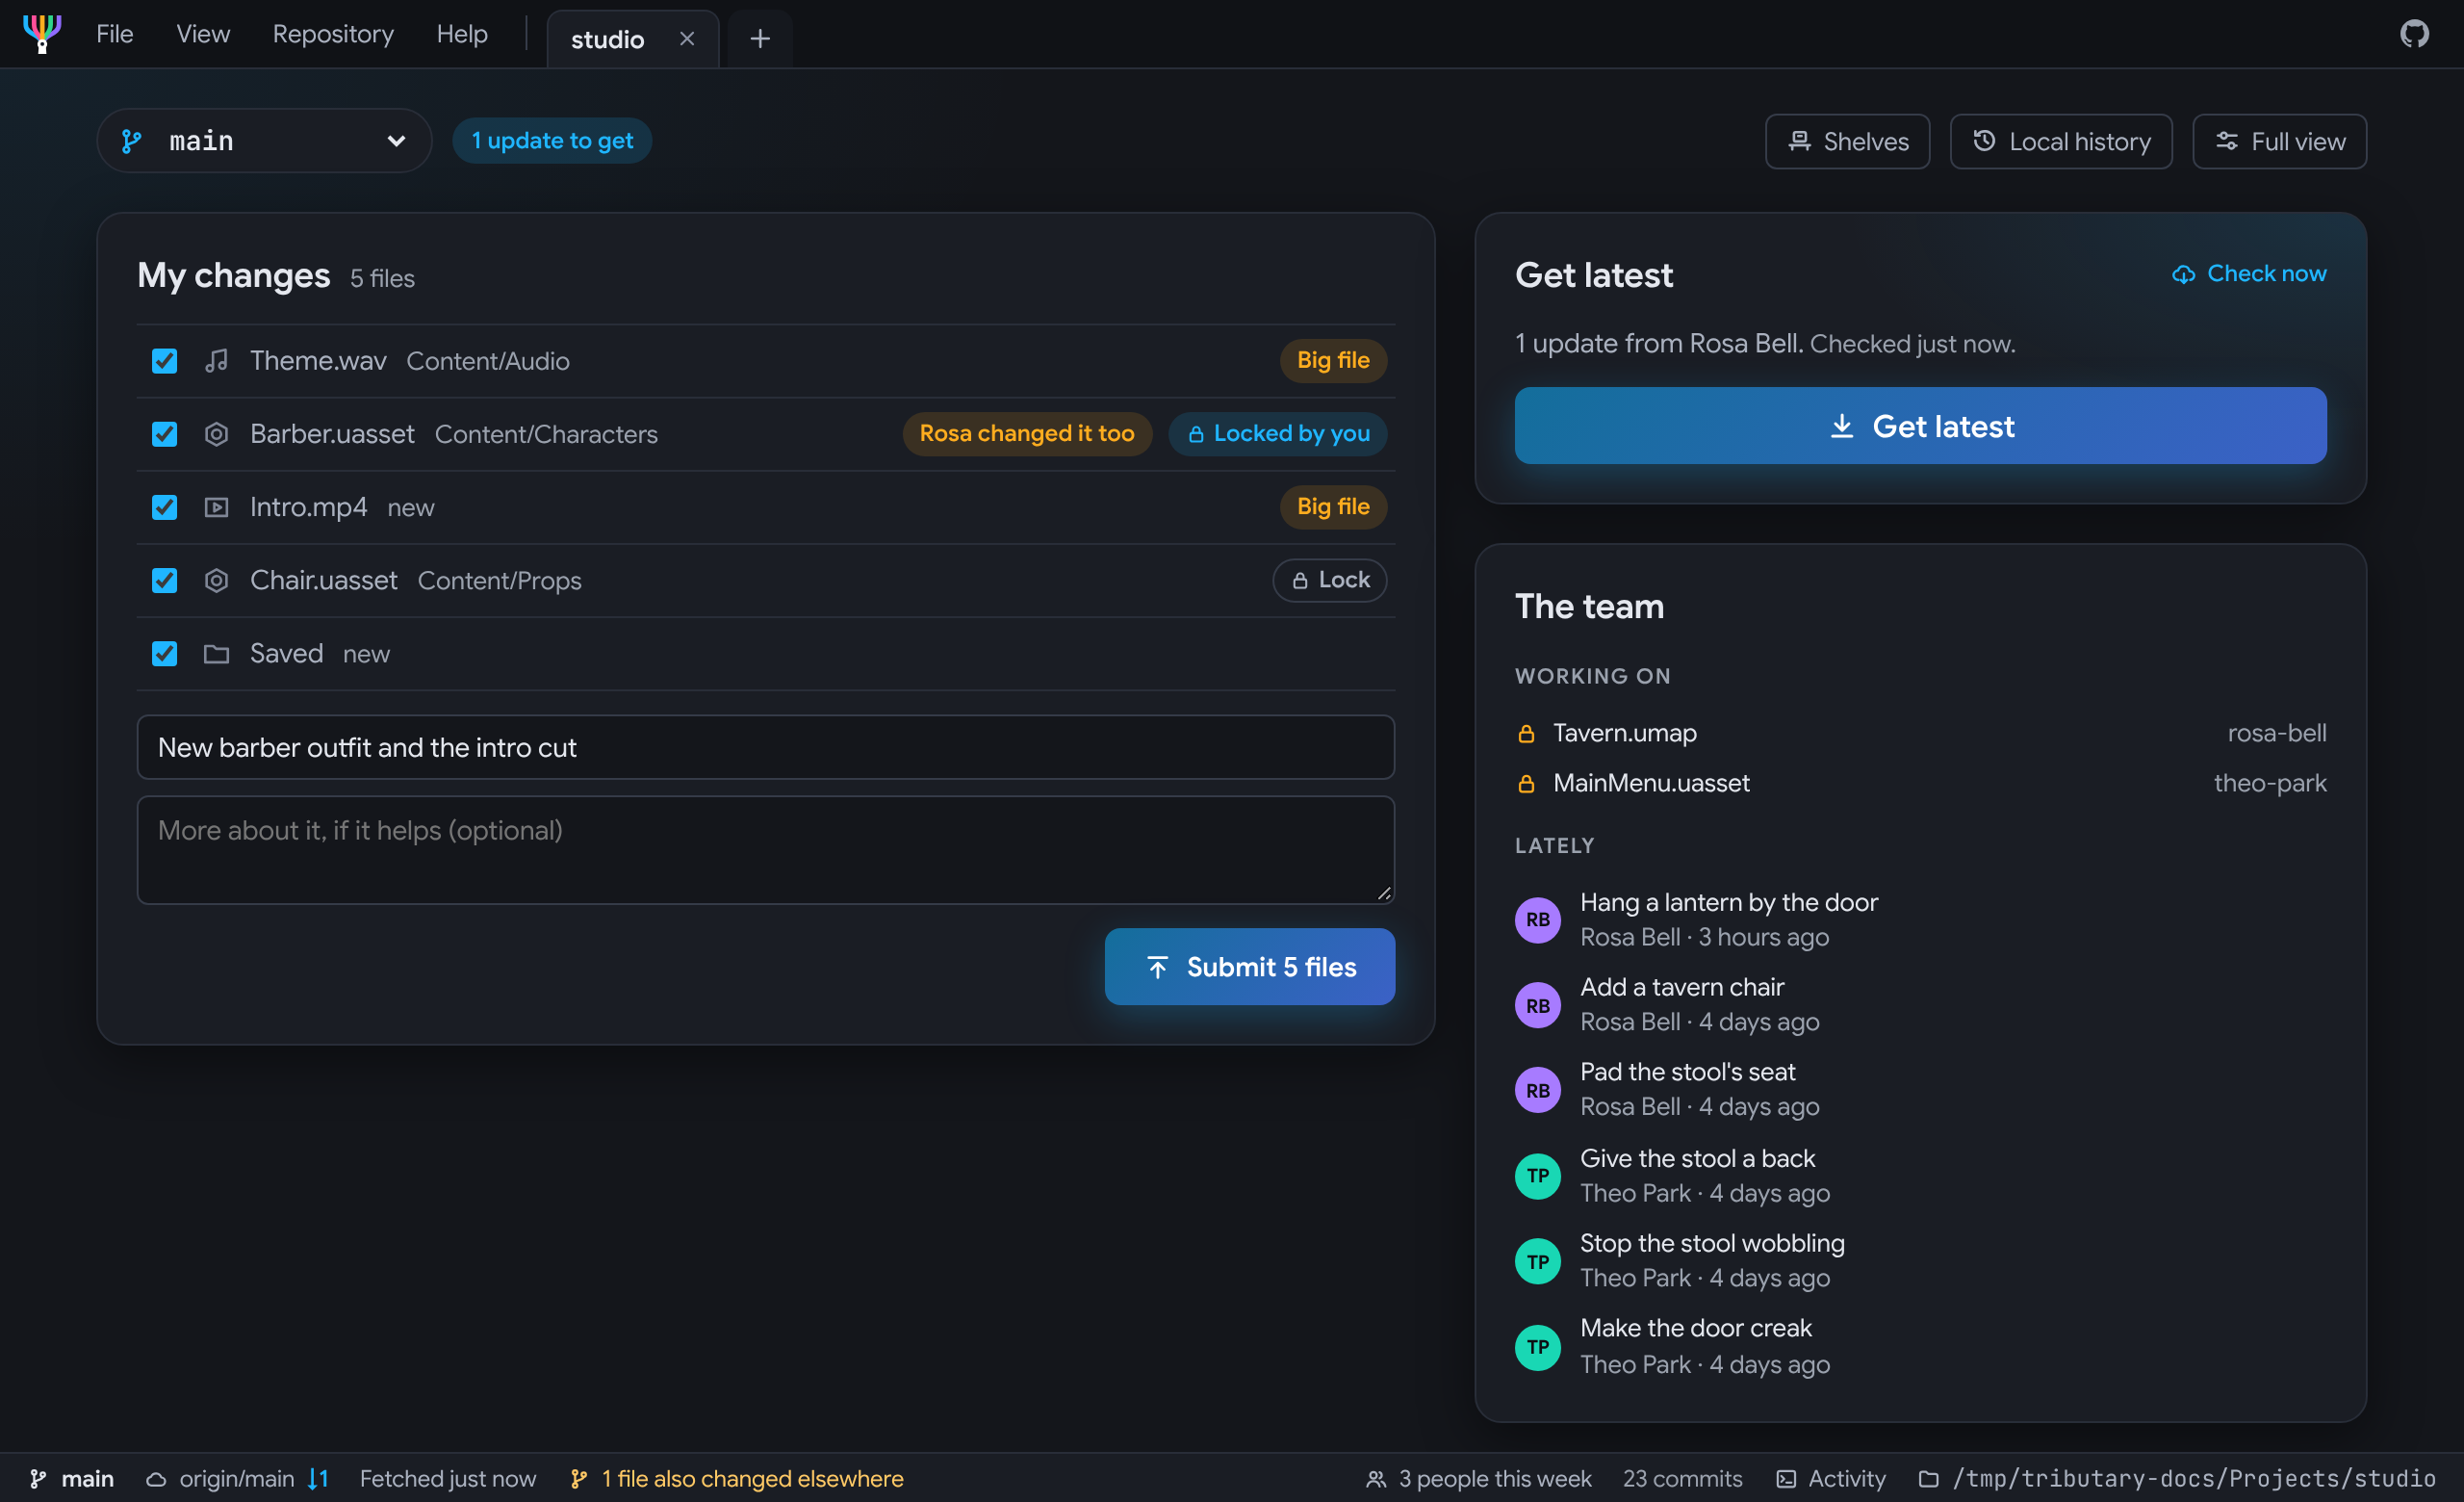 File View Repository Help studio
main 1 update to get Shelves Local history Full view
My changes 5 files
Theme.wav Content/Audio Big file
Barber.uasset Content/Characters Rosa changed it too Locked by you
Intro.mp4 new Big file
Chair.uasset Content/Props Lock
Saved new
New barber outfit and the intro cut
More about it, if it helps (optional)
Submit 5 files
Get latest Check now
1 update from Rosa Bell. Checked just now.
Get latest
The team
WORKING ON
Tavern.umap rosa-bell
MainMenu.uasset theo-park
LATELY
RB Hang a lantern by the door
Rosa Bell · 3 hours ago
RB Add a tavern chair
Rosa Bell · 4 days ago
RB Pad the stool's seat
Rosa Bell · 4 days ago
TP Give the stool a back
Theo Park · 4 days ago
TP Stop the stool wobbling
Theo Park · 4 days ago
TP Make the door creak
Theo Park · 4 days ago
main origin/main ↓1 Fetched just now 1 file also changed elsewhere 3 people this week 23 commits Activity /tmp/tributary-docs/Projects/studio